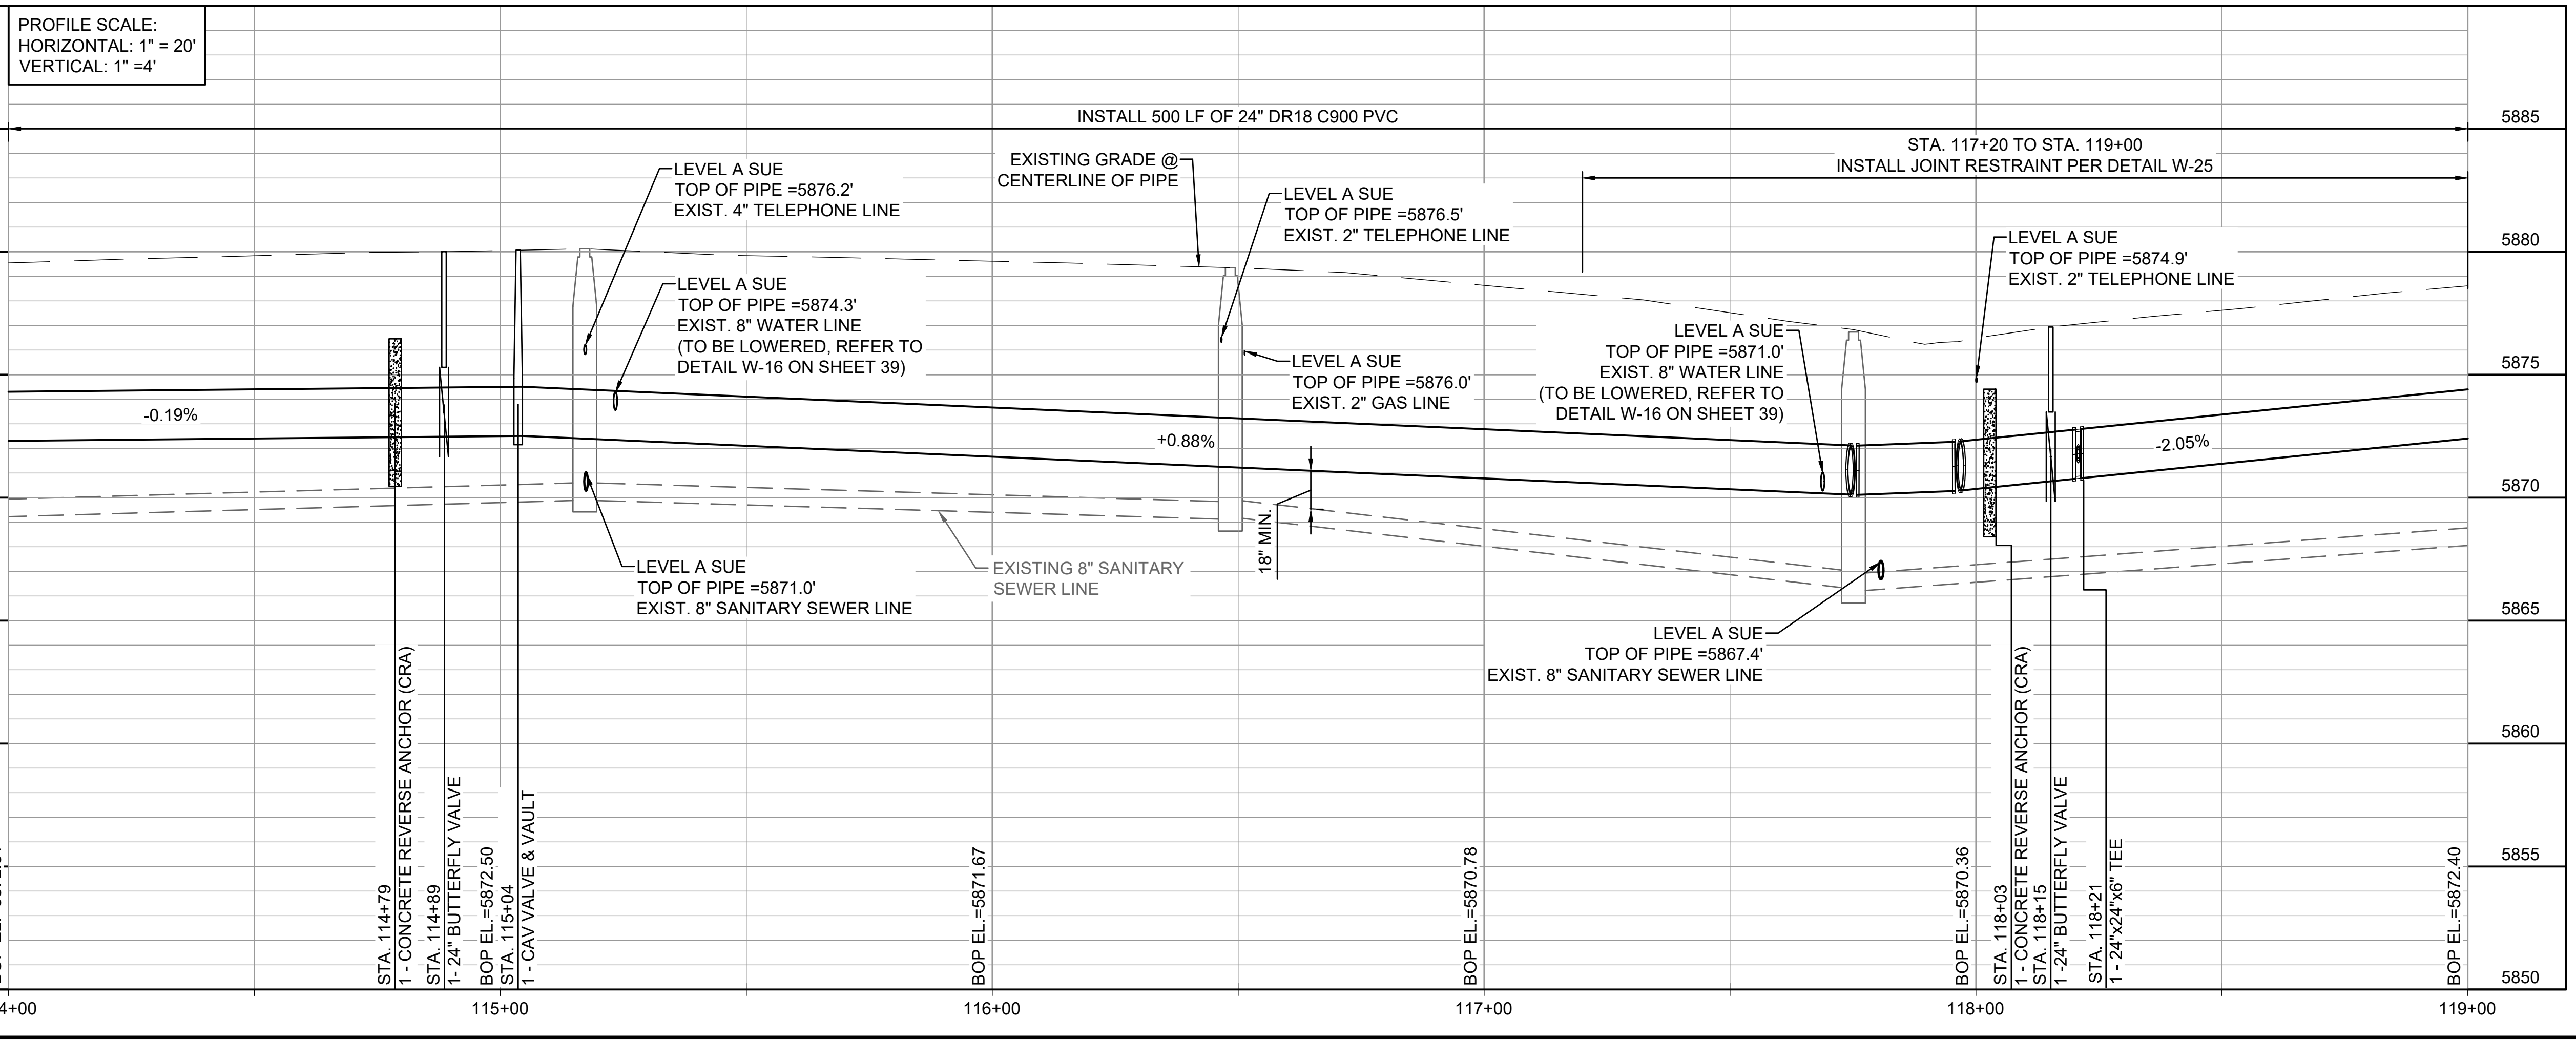 PROFILE SCALE:
HORIZONTAL: 1" = 20'
VERTICAL: 1" =4'
INSTALL 500 LF OF 24" DR18 C900 PVC
STA. 117+20 TO STA. 119+00
INSTALL JOINT RESTRAINT PER DETAIL W-25
LEVEL A SUE
TOP OF PIPE =5876.2'
EXIST. 4" TELEPHONE LINE
EXISTING GRADE @
CENTERLINE OF PIPE
LEVEL A SUE
TOP OF PIPE =5876.5'
EXIST. 2" TELEPHONE LINE
LEVEL A SUE
TOP OF PIPE =5874.9'
EXIST. 2" TELEPHONE LINE
LEVEL A SUE
TOP OF PIPE =5874.3'
EXIST. 8" WATER LINE
(TO BE LOWERED, REFER TO
DETAIL W-16 ON SHEET 39)
LEVEL A SUE
TOP OF PIPE =5876.0'
EXIST. 2" GAS LINE
LEVEL A SUE
TOP OF PIPE =5871.0'
EXIST. 8" WATER LINE
(TO BE LOWERED, REFER TO
DETAIL W-16 ON SHEET 39)
-0.19%
+0.88%
-2.05%
18" MIN.
LEVEL A SUE
TOP OF PIPE =5871.0'
EXIST. 8" SANITARY SEWER LINE
EXISTING 8" SANITARY
SEWER LINE
LEVEL A SUE
TOP OF PIPE =5867.4'
EXIST. 8" SANITARY SEWER LINE
STA. 114+79
1 - CONCRETE REVERSE ANCHOR (CRA)
STA. 114+89
1- 24" BUTTERFLY VALVE
BOP EL.=5872.50
STA. 115+04
1 - CAV VALVE & VAULT
BOP EL.=5871.67
BOP EL.=5870.78
BOP EL.=5870.36
STA. 118+03
1 - CONCRETE REVERSE ANCHOR (CRA)
STA. 118+15
1 -24" BUTTERFLY VALVE
STA. 118+21
1 - 24"x24"x6" TEE
BOP EL.=5872.40
5885
5880
5875
5870
5865
5860
5855
5850
4+00
115+00
116+00
117+00
118+00
119+00